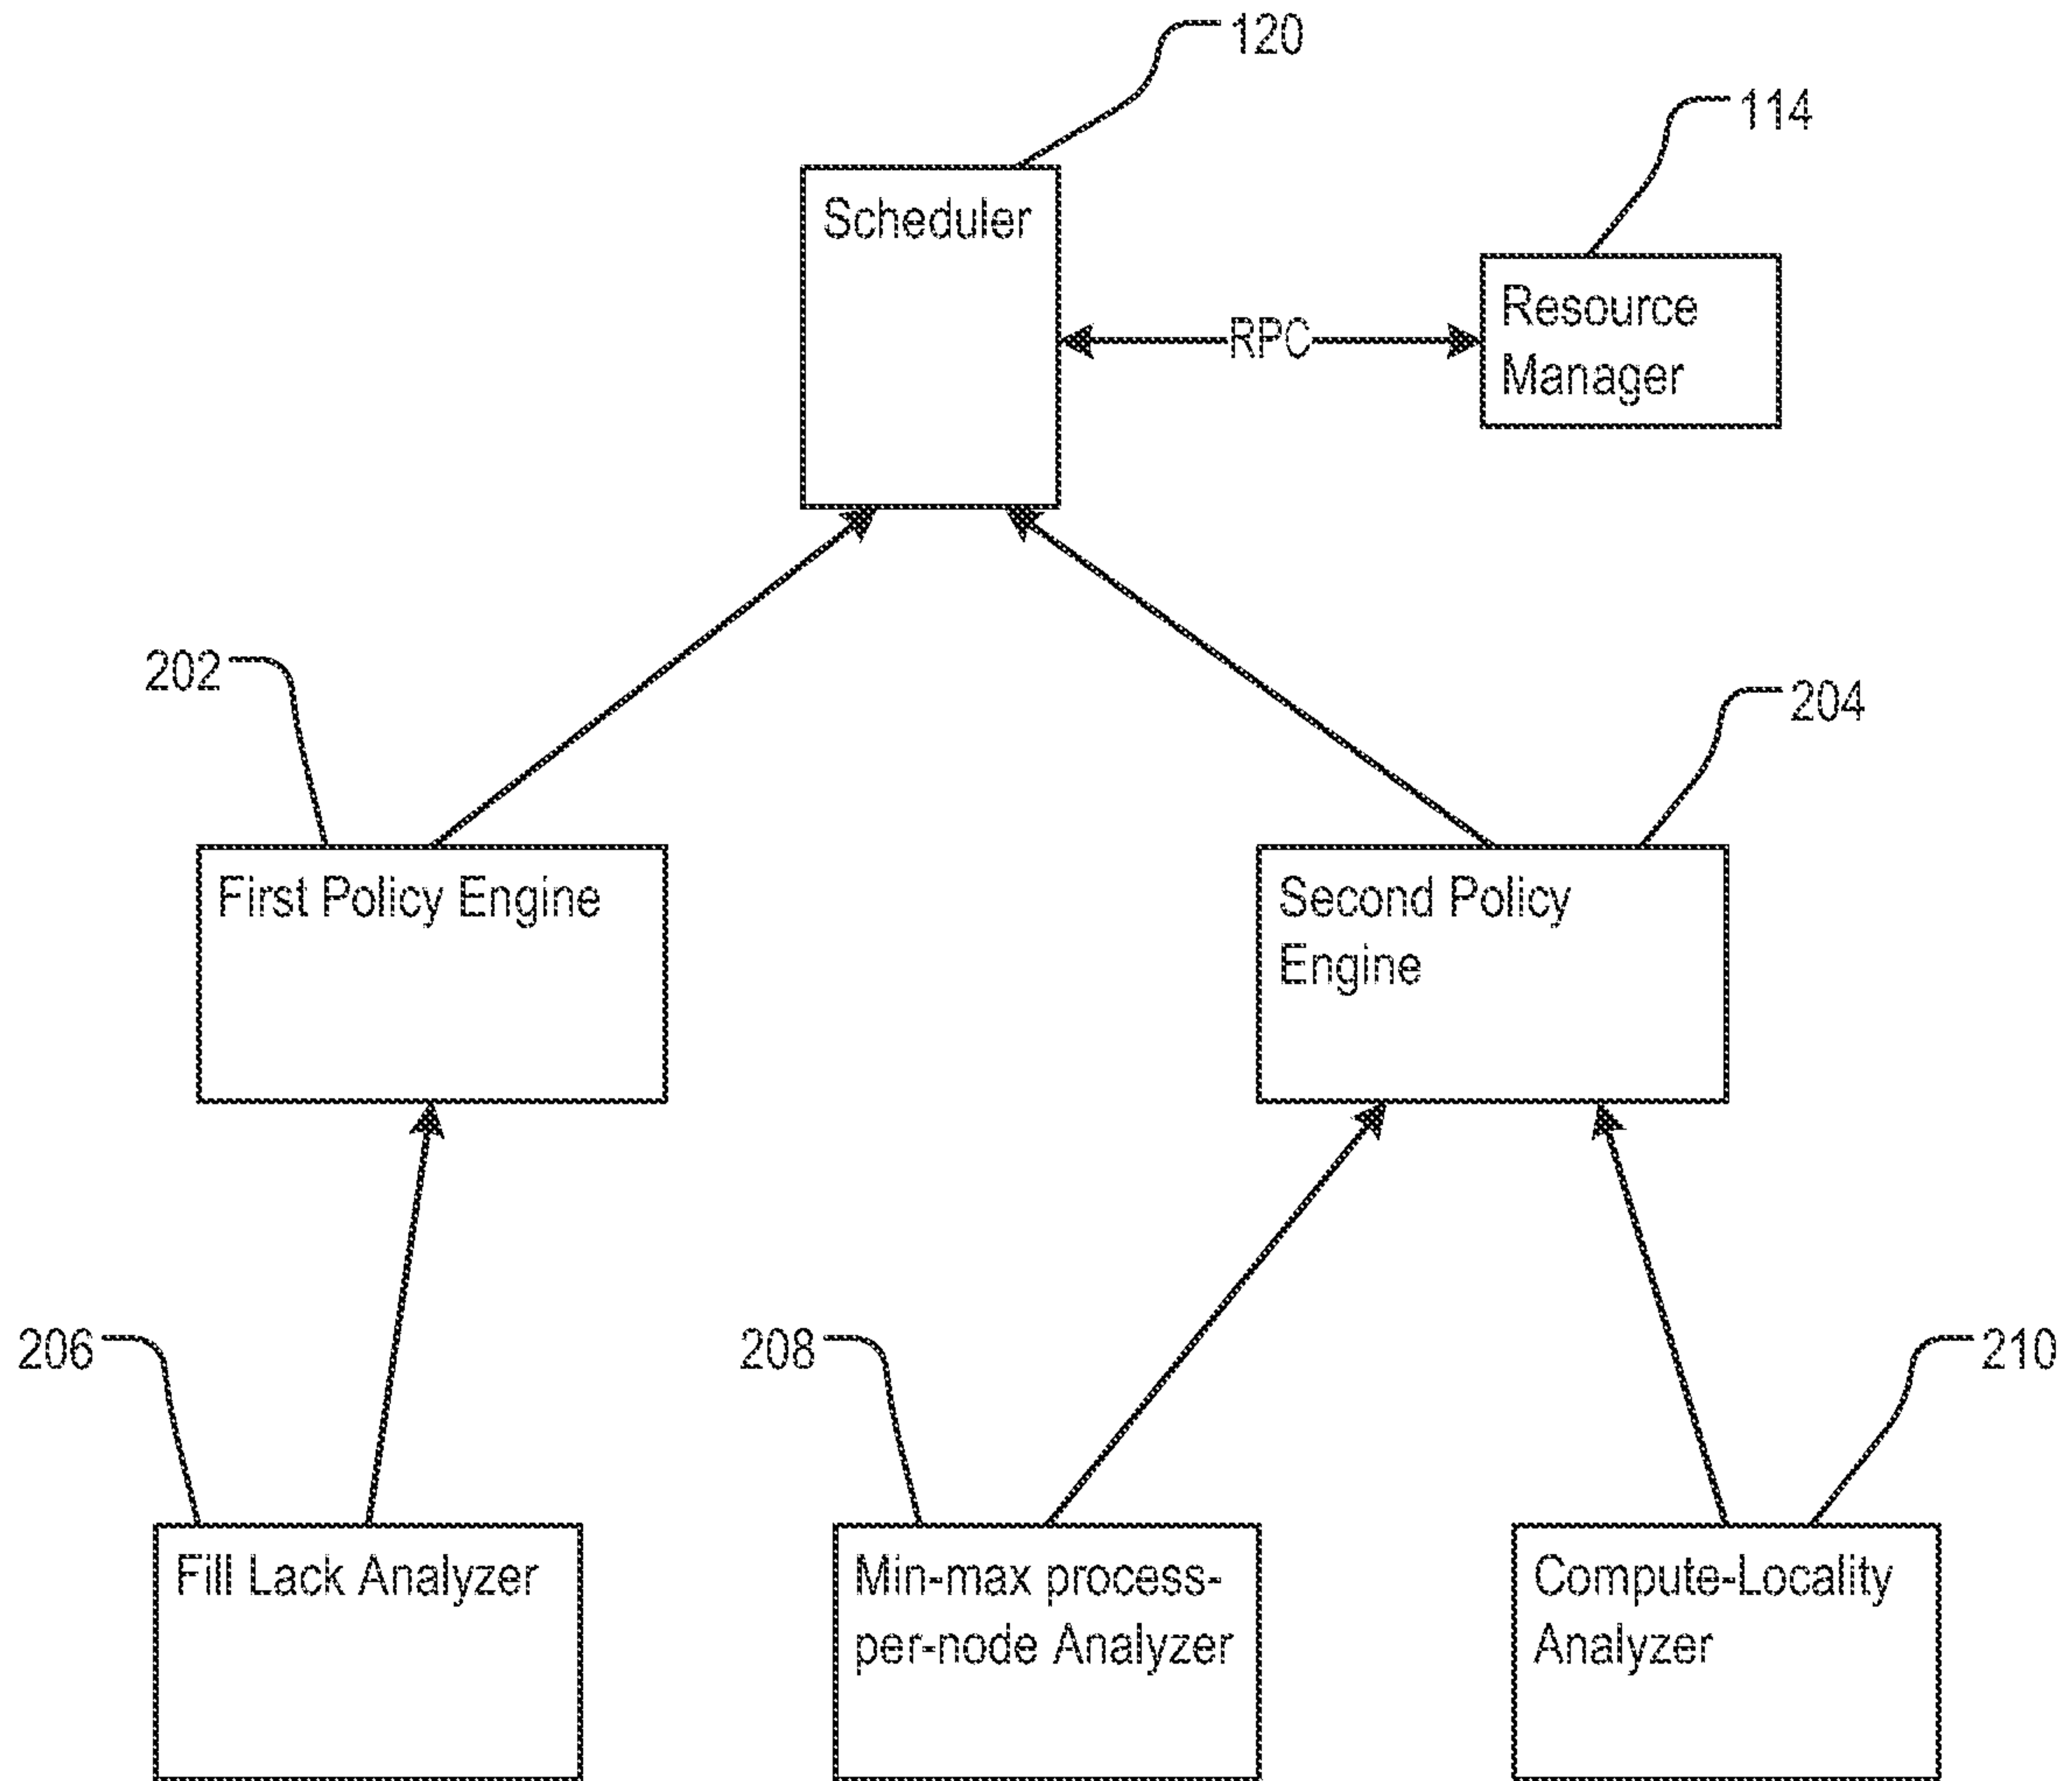 120
114
Scheduler
Resource
Manager
RPC
202
204
First Policy Engine
Second Policy
Engine
206
208
210
Fill Lack Analyzer
Min-max process-
per-node Analyzer
Compute-Locality
Analyzer